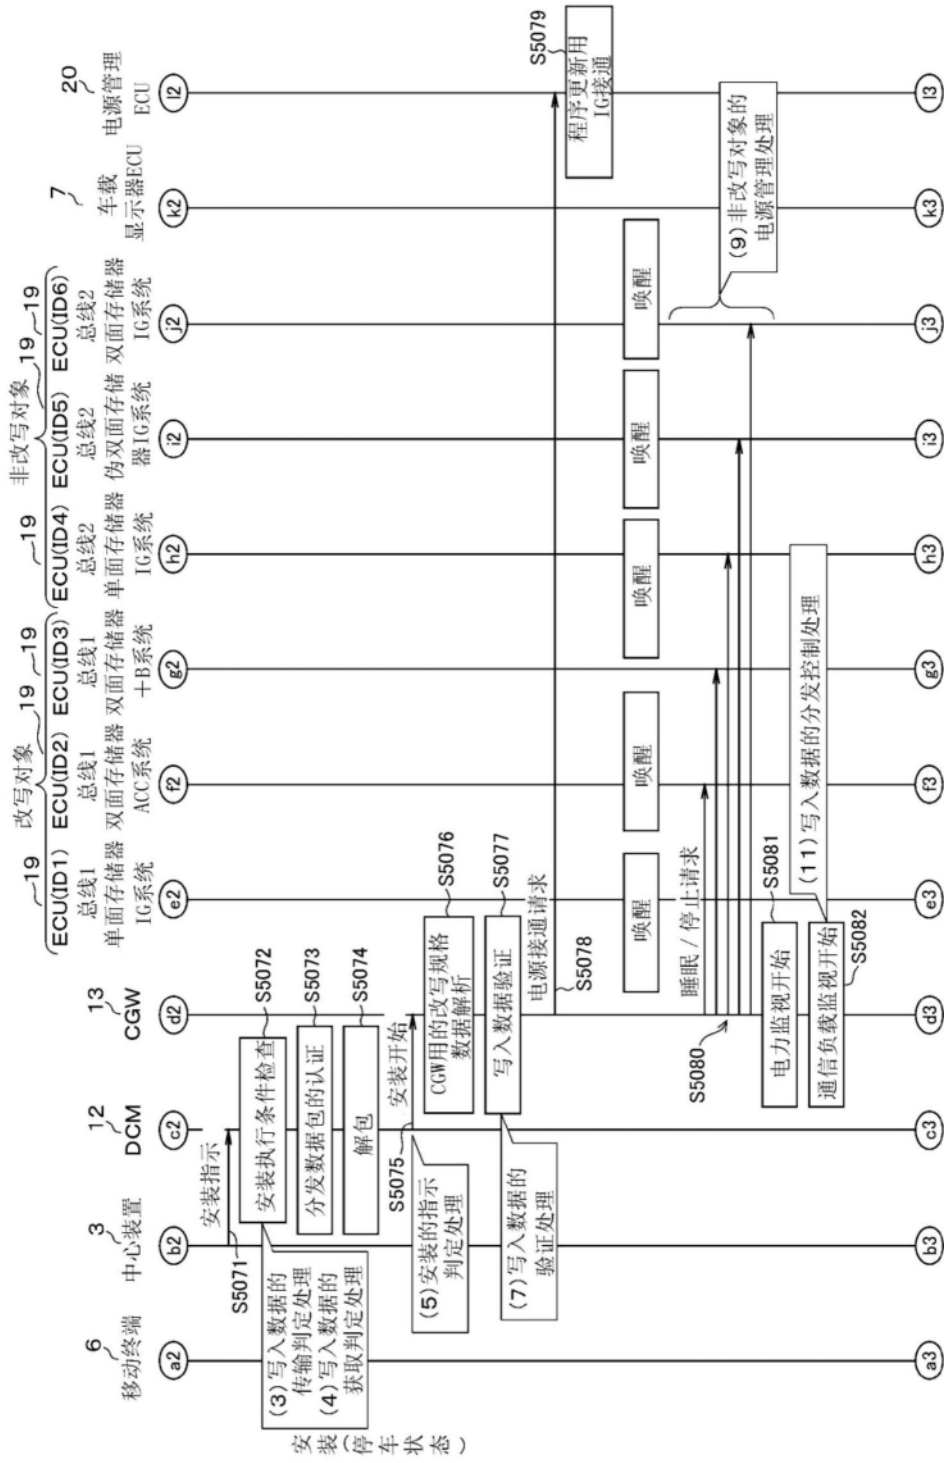 安装(停车状态)
6
移动终端
3
中心装置
12
DCM
13
CGW
改写对象
19
19
19
ECU(ID1)
总线1
单面存储器
IG系统
ECU(ID2)
总线1
双面存储器
ACC系统
ECU(ID3)
总线1
双面存储器
+B系统
非改写对象
19
19
19
ECU(ID4)
总线2
单面存储器
IG系统
ECU(ID5)
总线2
伪双面存储
器IG系统
ECU(ID6)
总线2
双面存储器
IG系统
7
车载
显示器ECU
20
电源管理
ECU
a2
b2
c2
d2
e2
f2
g2
h2
i2
j2
k2
l2
安装指示
S5071
安装执行条件检查
S5072
(3)写入数据的
传输判定处理
(4)写入数据的
获取判定处理
分发数据包的认证
S5073
解包
S5074
安装开始
S5075
(5)安装的指示
判定处理
CGW用的改写规格
数据解析
S5076
写入数据验证
S5077
(7)写入数据的
验证处理
电源接通请求
S5078
程序更新用
IG接通
S5079
唤醒
唤醒
唤醒
唤醒
唤醒
睡眠/停止请求
S5080
(9)非改写对象的
电源管理处理
电力监视开始
S5081
通信负载监视开始
S5082
(11)写入数据的分发控制处理
a3
b3
c3
d3
e3
f3
g3
h3
i3
j3
k3
l3